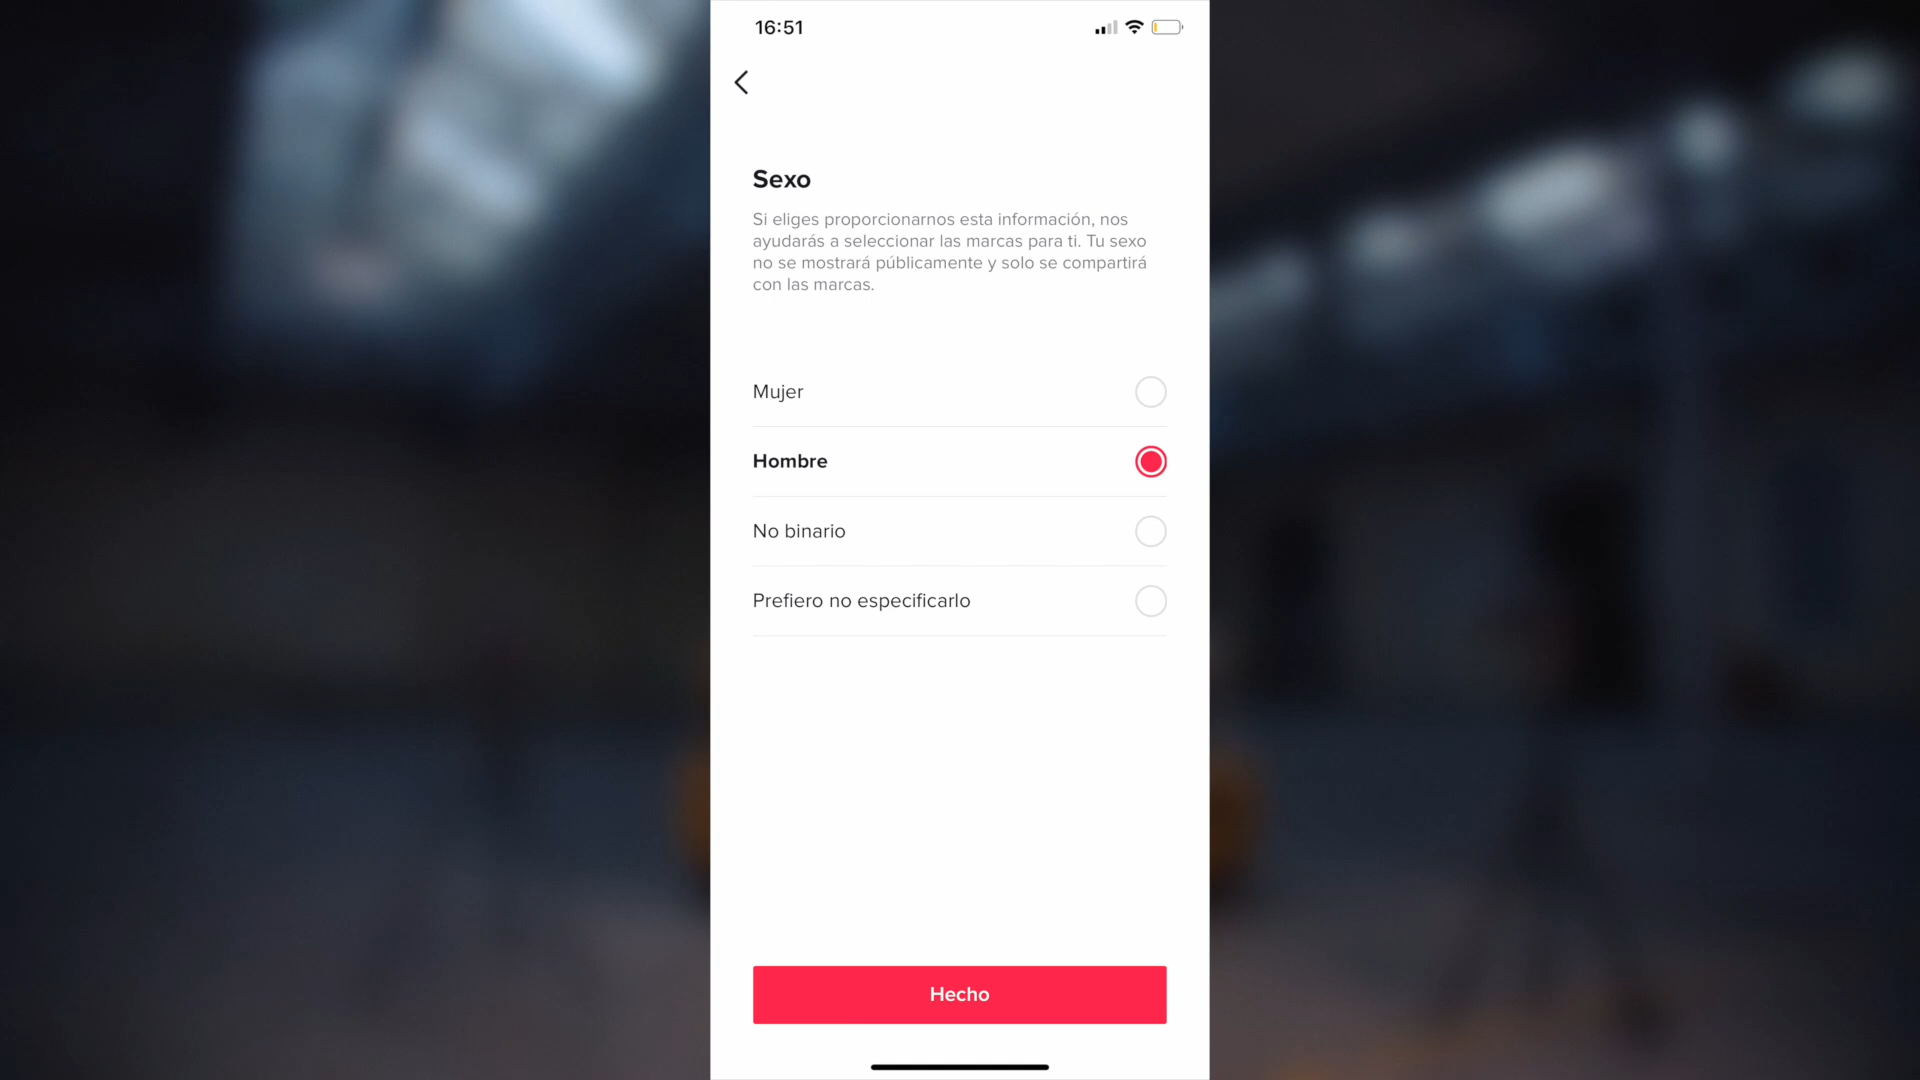 16:51
Sexo
Si eliges proporcionarnos esta información, nos
ayudarás a seleccionar las marcas para ti. Tu sexo
no se mostrará públicamente y solo se compartirá
con las marcas.
Mujer
Hombre
No binario
Prefiero no especificarlo
Hecho